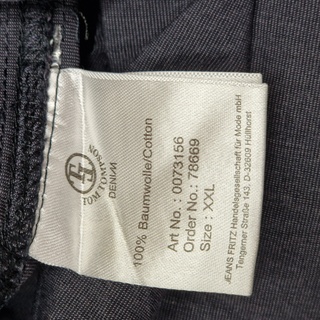 TOM TOMPSON
DENIM
100% Baumwolle/Cotton
Art No.: 0073156
Order No.: 78669
Size: XXL
JEANS FRITZ Handelsgesellschaft für Mode mbH
Tengerner Straße 143, D-32609 Hüllhorst